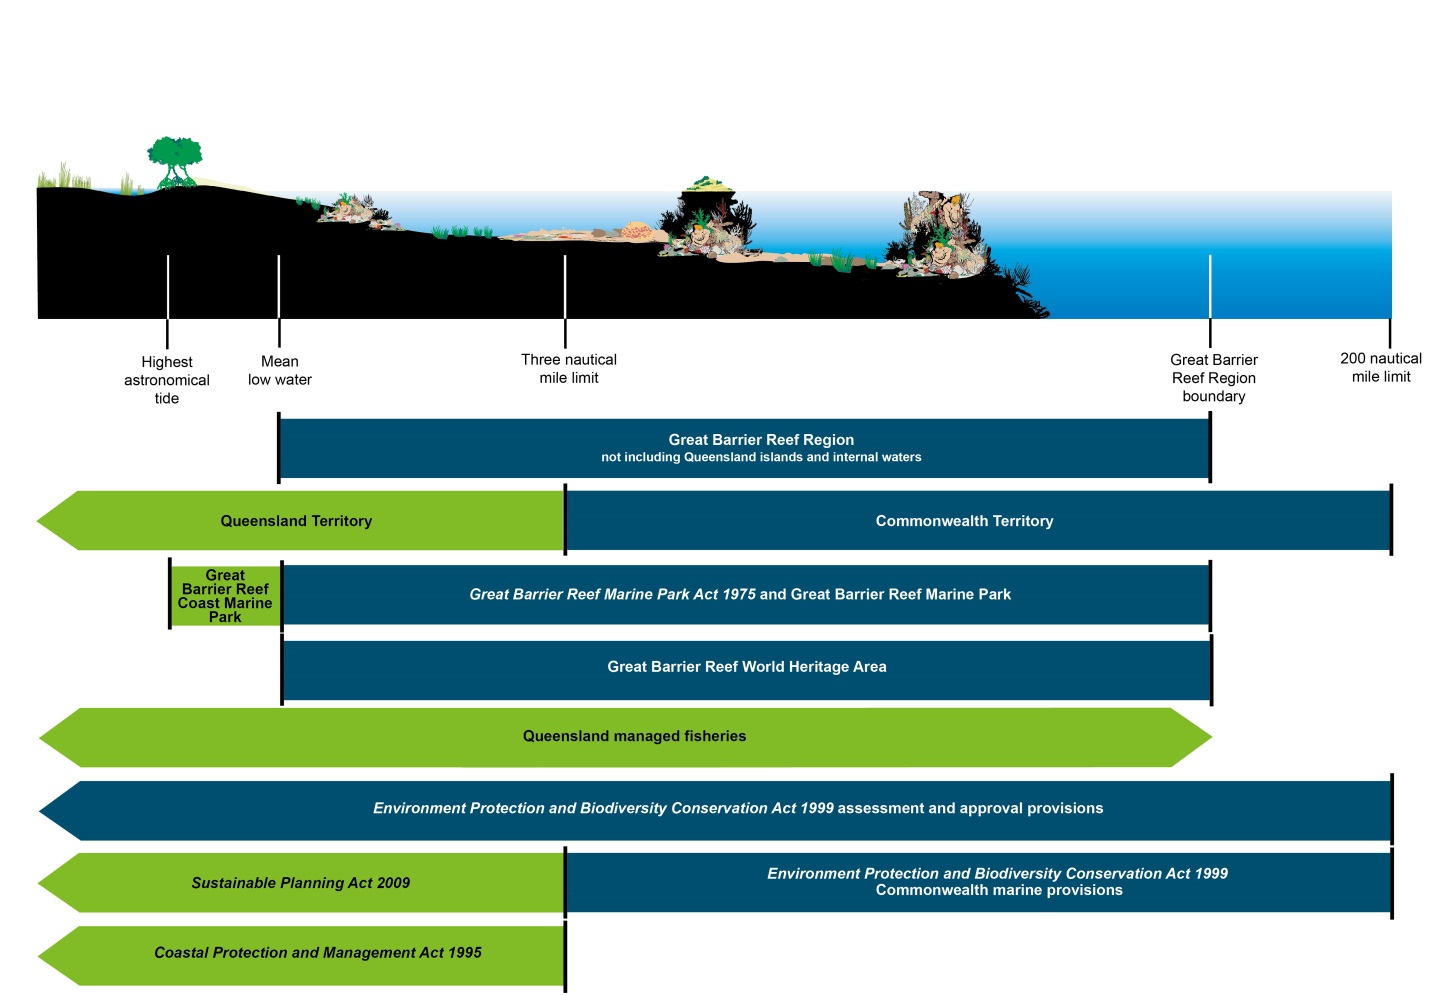 Highest
astronomical
tide
Mean
low water
Three nautical
mile limit
Great Barrier
Reef Region
boundary
200 nautical
mile limit
Great Barrier Reef Region
not including Queensland islands and internal waters
Queensland Territory
Commonwealth Territory
Great
Barrier Reef
Coast Marine
Park
Great Barrier Reef Marine Park Act 1975 and Great Barrier Reef Marine Park
Great Barrier Reef World Heritage Area
Queensland managed fisheries
Environment Protection and Biodiversity Conservation Act 1999 assessment and approval provisions
Sustainable Planning Act 2009
Environment Protection and Biodiversity Conservation Act 1999
Commonwealth marine provisions
Coastal Protection and Management Act 1995